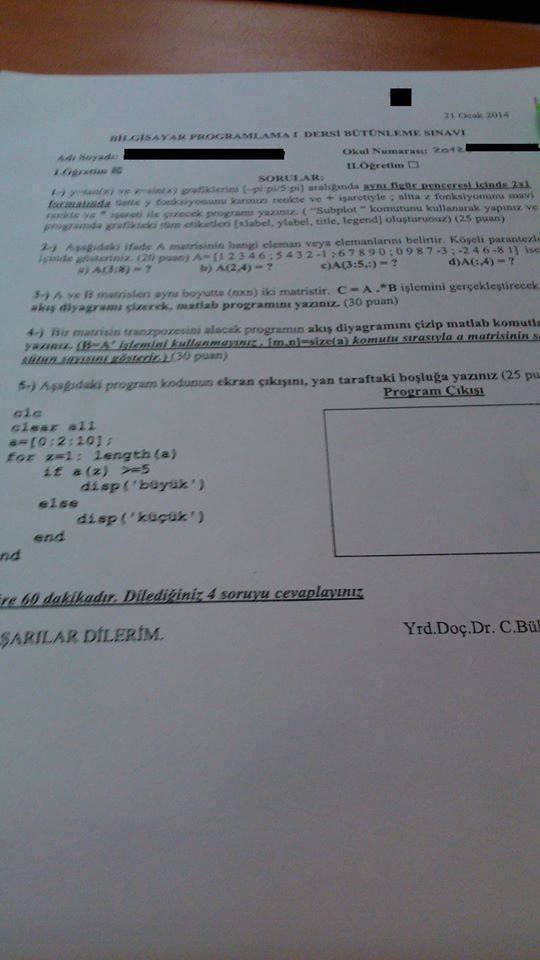 21 Ocak 2014
BİLGİSAYAR PROGRAMLAMA I DERSİ BÜTÜNLEME SINAVI
Adı Soyadı: Okul Numarası: 2012
I.Öğretim II.Öğretim
SORULAR:
1-) y=tan(x) ve z=sin(x) grafiklerini [-pi:pi/5:pi] aralığında aynı figür penceresi içinde 2x1
formatında üstte y fonksiyonunu kırmızı renkte ve + işaretiyle ; altta z fonksiyonunu mavi
renkte ve * işareti ile çizecek programı yazınız. ( "Subplot " komutunu kullanarak yapınız ve
programda grafikteki tüm etiketleri [xlabel, ylabel, title, legend] oluşturunuz) (25 puan)
2-) Aşağıdaki ifade A matrisinin hangi eleman veya elemanlarını belirtir. Köşeli parantezle
içinde gösteriniz. (20 puan) A=[1 2 3 4 6 ; 5 4 3 2 -1 ; 6 7 8 9 0 ; 0 9 8 7 -3 ; -2 4 6 -8 1] ise
a) A(3:8) = ? b) A(2,4) = ? c)A(3:5,:) = ? d)A(:,4) = ?
3-) A ve B matrisleri aynı boyutta (nxn) iki matristir. C = A .*B işlemini gerçekleştirecek
akış diyagramı çizerek, matlab programını yazınız. (30 puan)
4-) Bir matrisin tranzpozesini alacak programın akış diyagramını çizip matlab komutla
yazınız. (B=A' işlemini kullanmayınız , [m,n]=size(a) komutu sırasıyla a matrisinin s
sütun sayısını gösterir.) (30 puan)
5-) Aşağıdaki program kodunun ekran çıkışını, yan taraftaki boşluğa yazınız (25 pu
Program Çıkışı
clc
clear all
a=[0:2:10];
for z=1: length(a)
if a(z) >=5
disp('büyük')
else
disp('küçük')
end
nd
re 60 dakikadır. Dilediğiniz 4 soruyu cevaplayınız
ŞARILAR DİLERİM.
Yrd.Doç.Dr. C.Bül